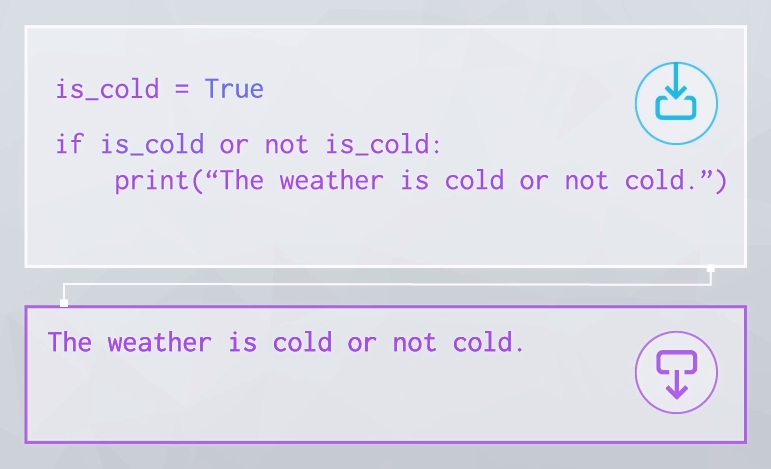 is_cold = True
if is_cold or not is_cold:
    print(“The weather is cold or not cold.”)
The weather is cold or not cold.